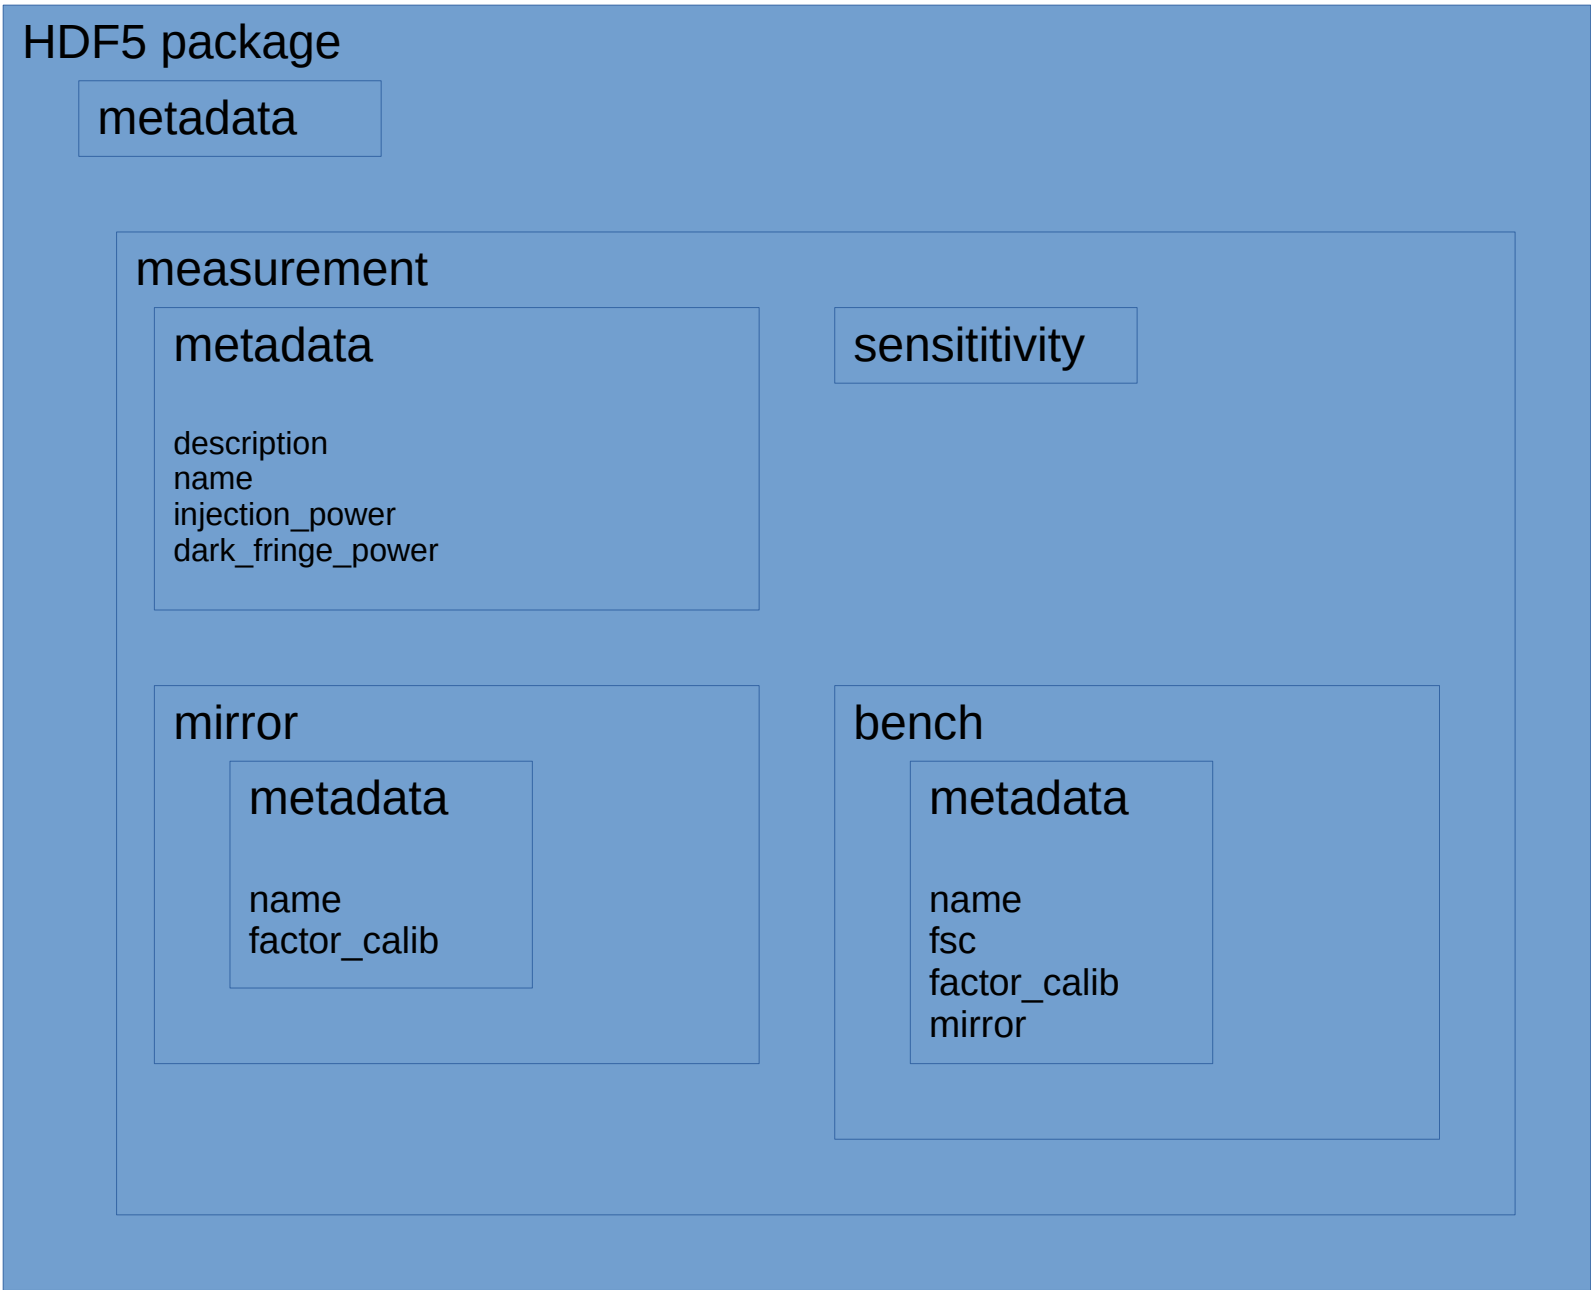 HDF5 package
metadata
measurement
metadata
description
name
injection_power
dark_fringe_power
sensititivity
mirror
metadata
name
factor_calib
bench
metadata
name
fsc
factor_calib
mirror